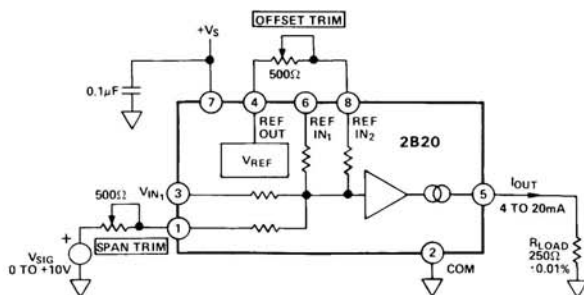 OFFSET TRIM
+VS
500Ω
0.1μF
7
4
6
8
REF
OUT
REF
IN1
REF
IN2
2B20
VREF
500Ω
VIN1
3
1
SPAN TRIM
+
VSIG
0 TO +10V
5
IOUT
4 TO 20mA
2
COM
RLOAD
250Ω
±0.01%